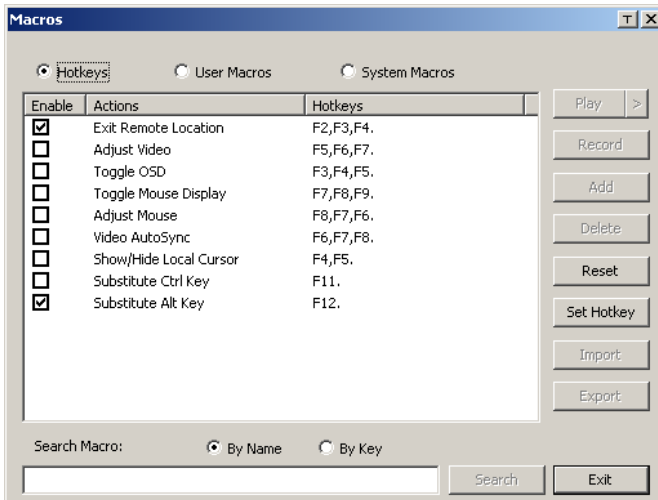 Macros
Hotkeys User Macros System Macros
Enable Actions Hotkeys
Exit Remote Location F2,F3,F4.
Adjust Video F5,F6,F7.
Toggle OSD F3,F4,F5.
Toggle Mouse Display F7,F8,F9.
Adjust Mouse F8,F7,F6.
Video AutoSync F6,F7,F8.
Show/Hide Local Cursor F4,F5.
Substitute Ctrl Key F11.
Substitute Alt Key F12.
Play >
Record
Add
Delete
Reset
Set Hotkey
Import
Export
Search Macro: By Name By Key
Search Exit